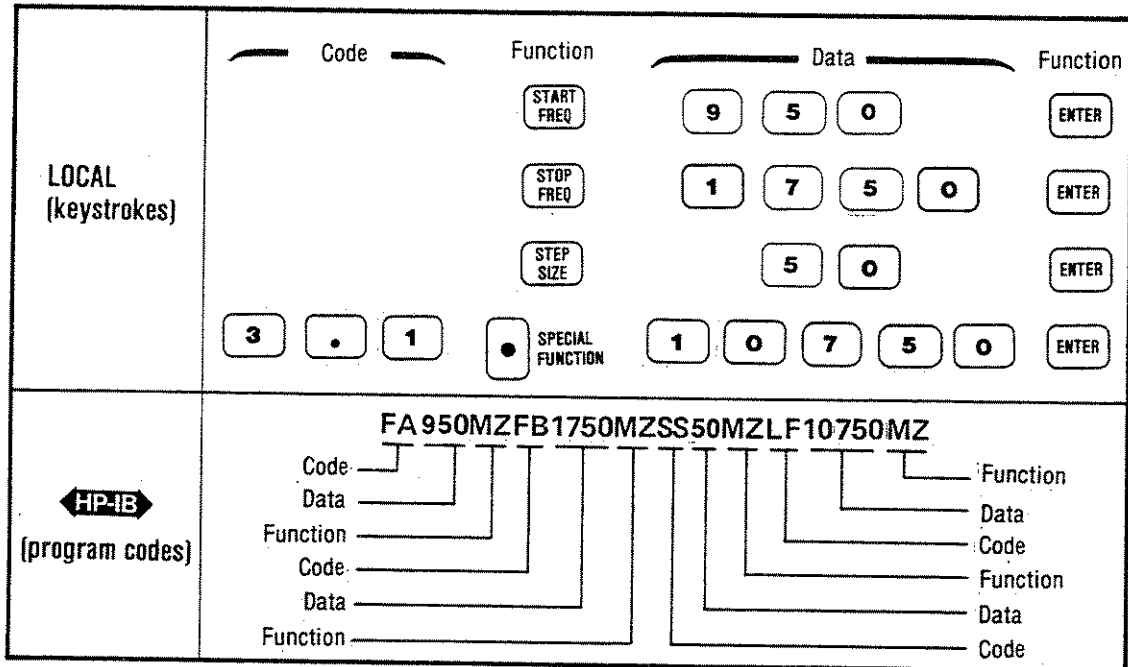 Code Function Data Function
START FREQ 9 5 0 ENTER
LOCAL (keystrokes)
STOP FREQ 1 7 5 0 ENTER
STEP SIZE 5 0 ENTER
3 . 1 SPECIAL FUNCTION 1 0 7 5 0 ENTER
HP-IB
(program codes)
FA950MZFB1750MZSS50MZLF10750MZ
Code
Data
Function
Code
Data
Function
Function
Data
Code
Function
Data
Code